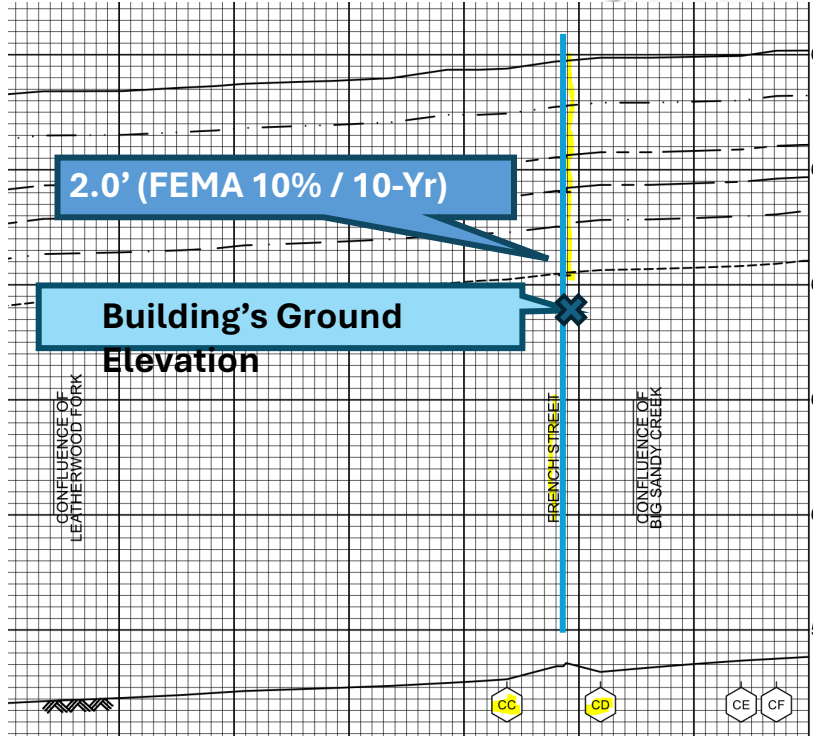 2.0' (FEMA 10% / 10-Yr)
Building's Ground
Elevation
CONFLUENCE OF
LEATHERWOOD FORK
FRENCH STREET
CONFLUENCE OF
BIG SANDY CREEK
CC
CD
CE
CF